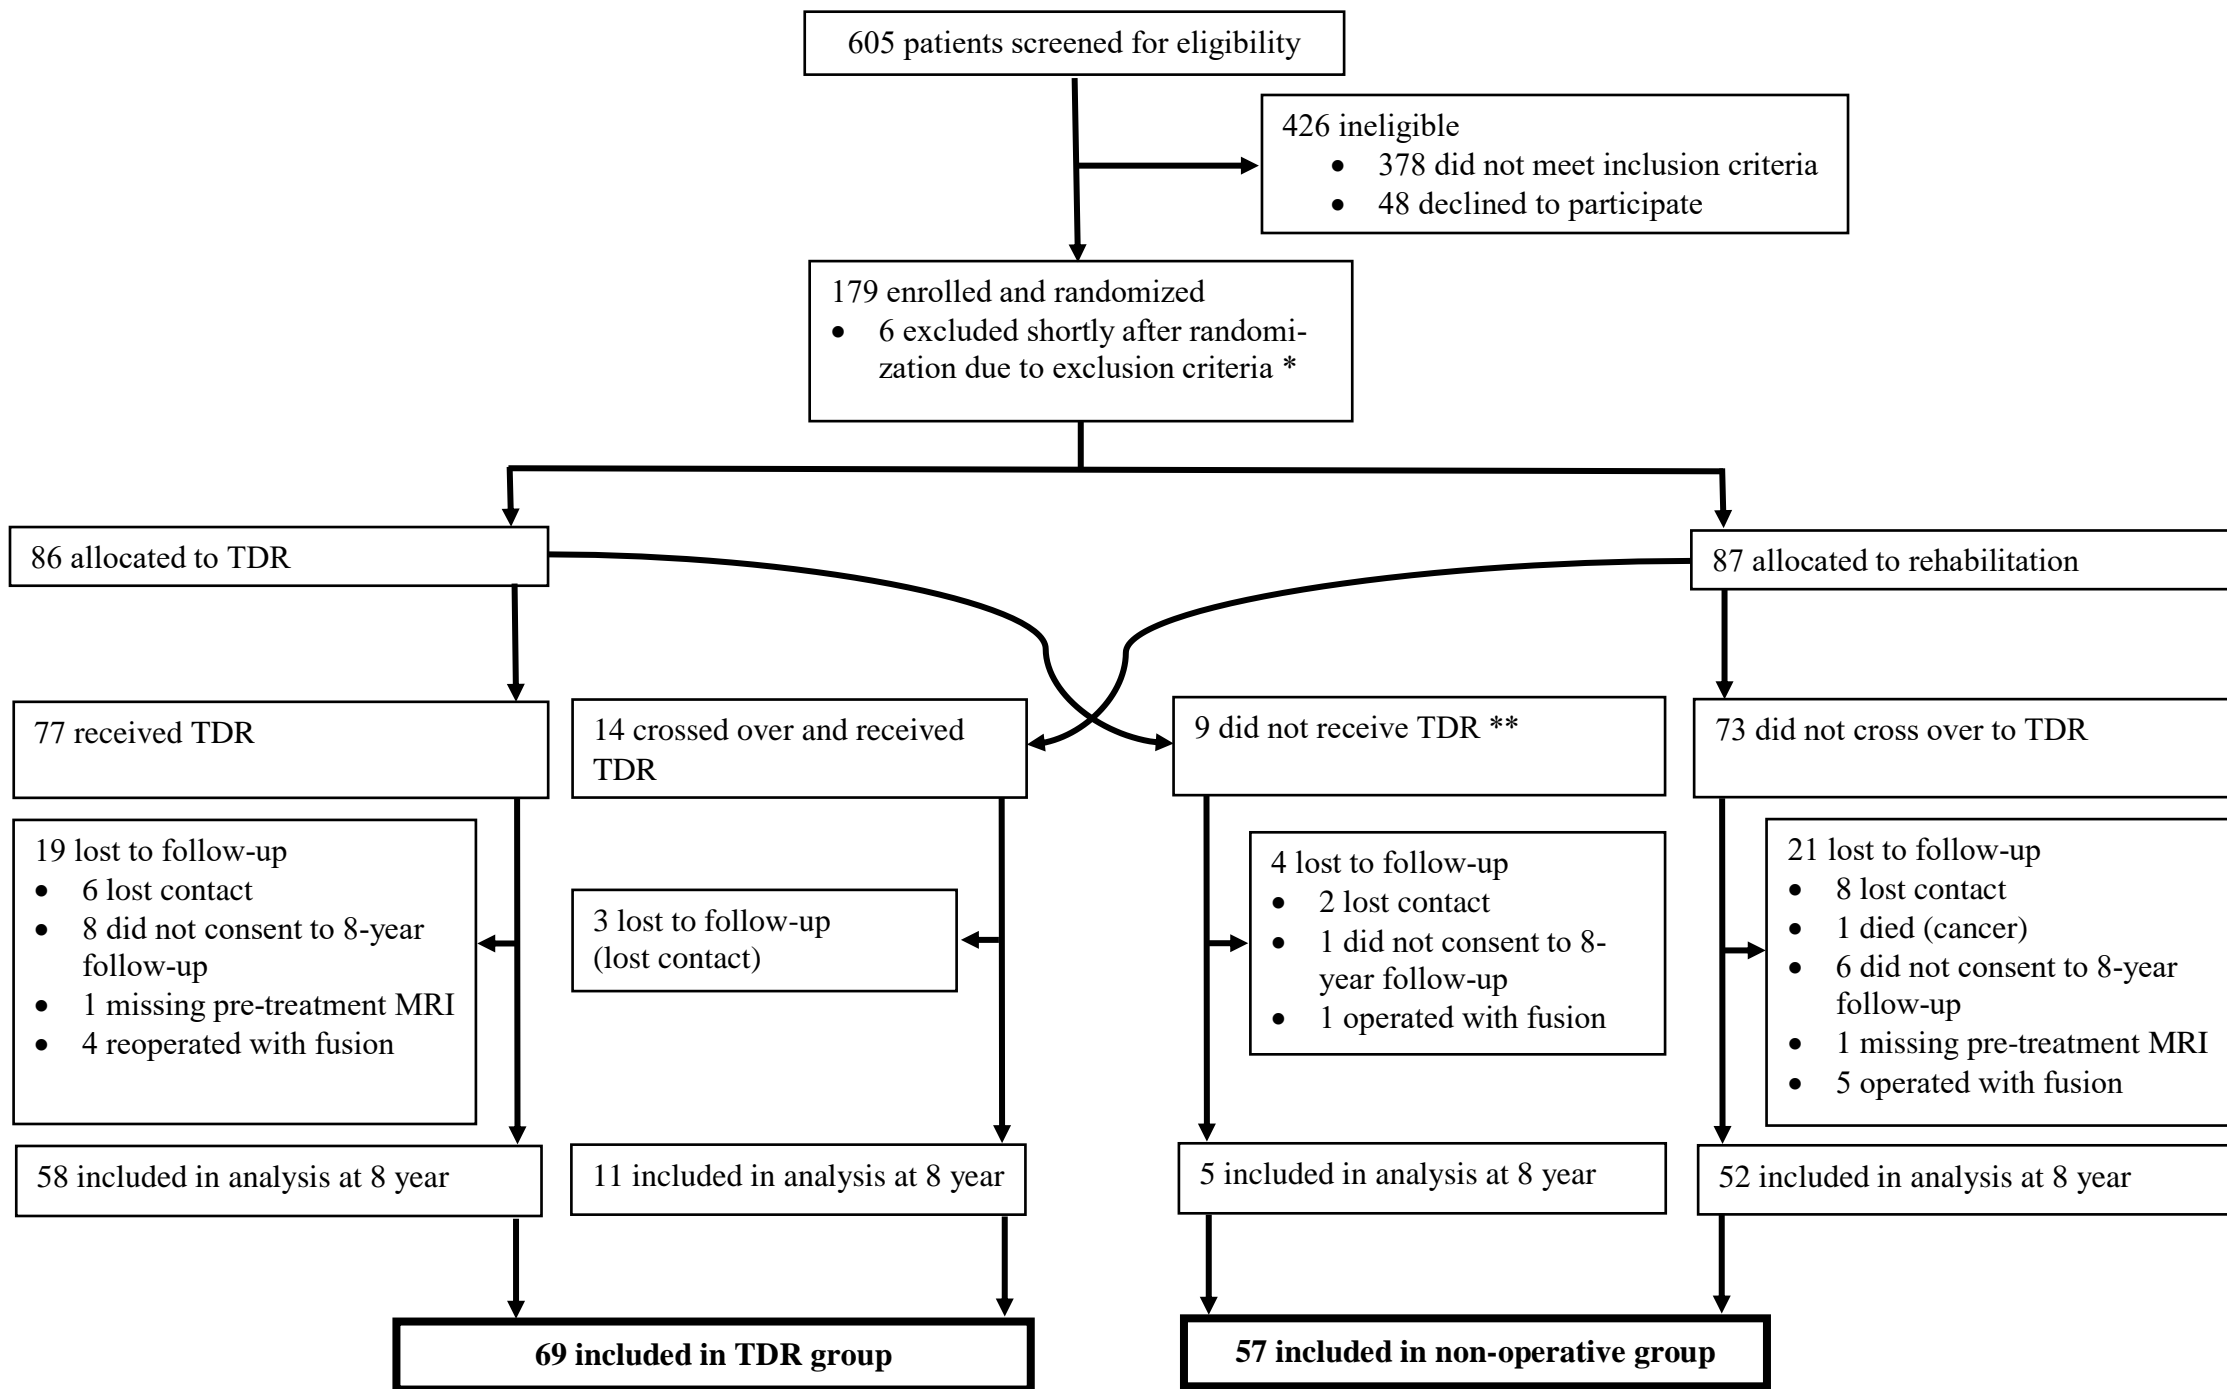 605 patients screened for eligibility
426 ineligible
• 378 did not meet inclusion criteria
• 48 declined to participate
179 enrolled and randomized
• 6 excluded shortly after randomi-
zation due to exclusion criteria *
86 allocated to TDR
87 allocated to rehabilitation
77 received TDR
14 crossed over and received
TDR
9 did not receive TDR **
73 did not cross over to TDR
19 lost to follow-up
• 6 lost contact
• 8 did not consent to 8-year
follow-up
• 1 missing pre-treatment MRI
• 4 reoperated with fusion
3 lost to follow-up
(lost contact)
4 lost to follow-up
• 2 lost contact
• 1 did not consent to 8-
year follow-up
• 1 operated with fusion
21 lost to follow-up
• 8 lost contact
• 1 died (cancer)
• 6 did not consent to 8-year
follow-up
• 1 missing pre-treatment MRI
• 5 operated with fusion
58 included in analysis at 8 year
11 included in analysis at 8 year
5 included in analysis at 8 year
52 included in analysis at 8 year
69 included in TDR group
57 included in non-operative group